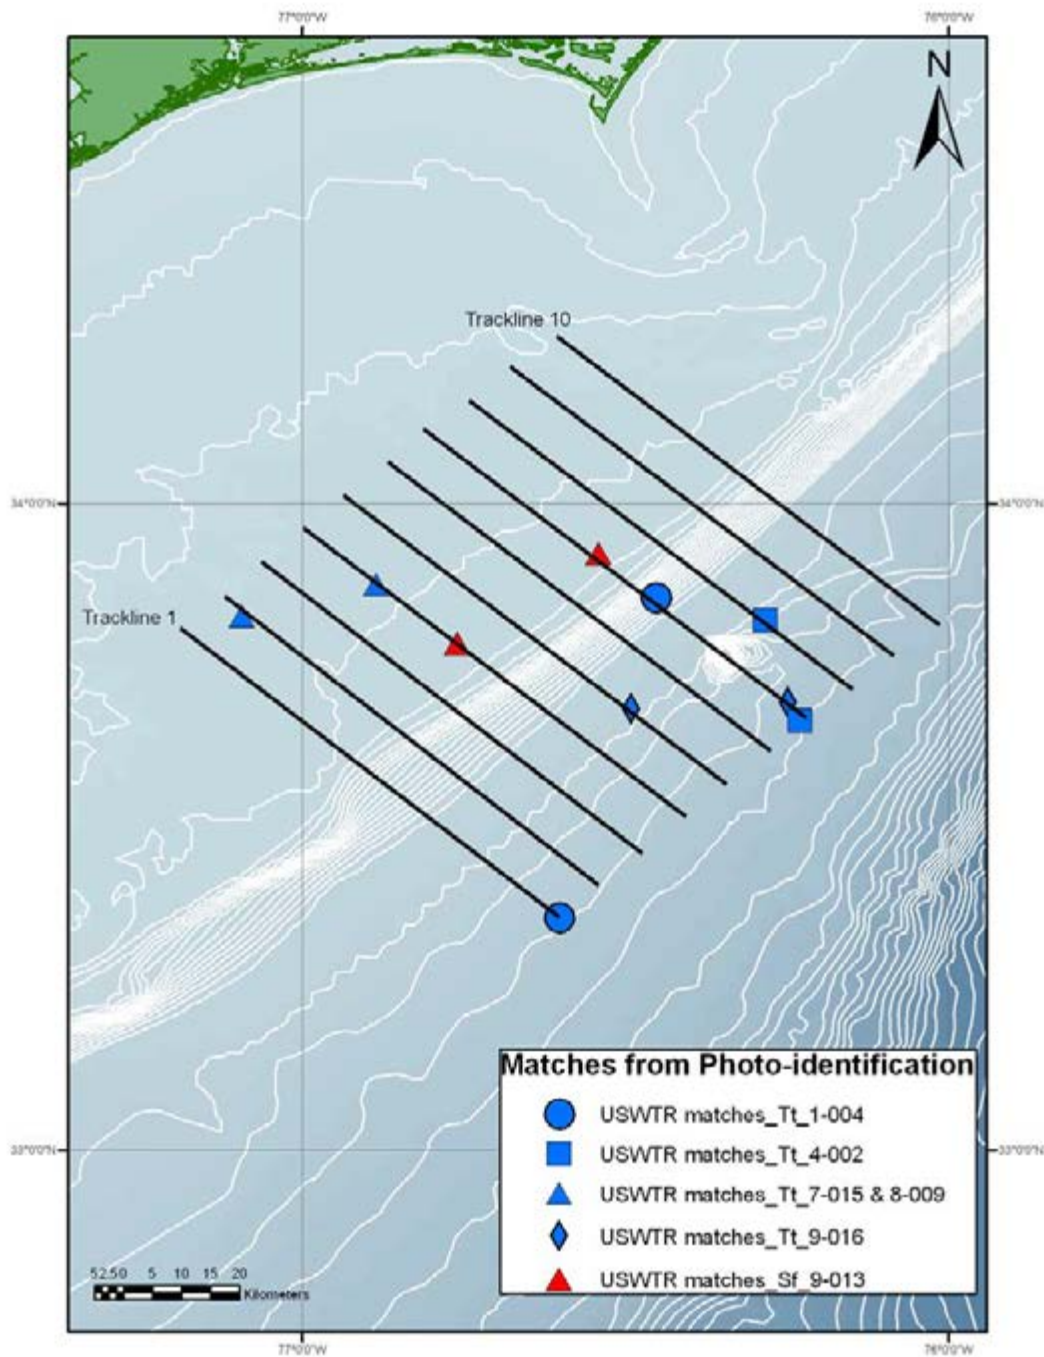 77°0'0"W 76°0'0"W
N
Trackline 10
34°0'0"N 34°0'0"N
Trackline 1
Matches from Photo-identification
USWTR matches_Tt_1-004
USWTR matches_Tt_4-002
33°0'0"N 33°0'0"N
USWTR matches_Tt_7-015 & 8-009
USWTR matches_Tt_9-016
USWTR matches_Sf_9-013
52.50 5 10 15 20
Kilometers
77°0'0"W 76°0'0"W